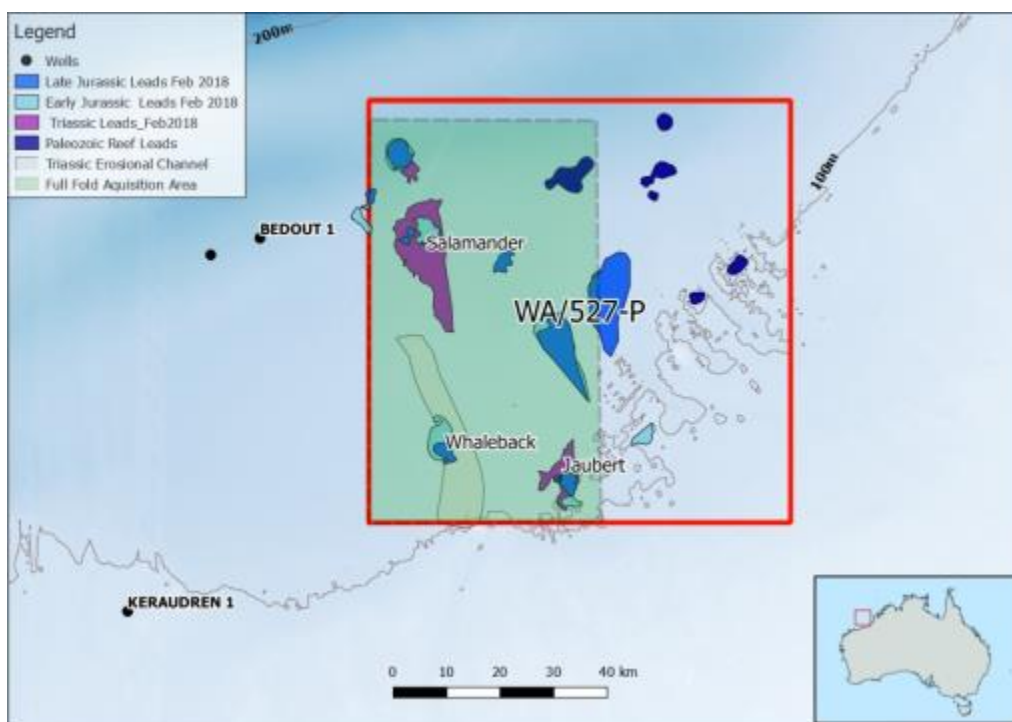 Legend
Wells
Late Jurassic Leads Feb 2018
Early Jurassic Leads Feb 2018
Triassic Leads_Feb2018
Paleozoic Reef Leads
Triassic Erosional Channel
Full Fold Aquisition Area
200m
100m
BEDOUT 1
Salamander
WA/527-P
Whaleback
Jaubert
KERAUDREN 1
0 10 20 30 40 km